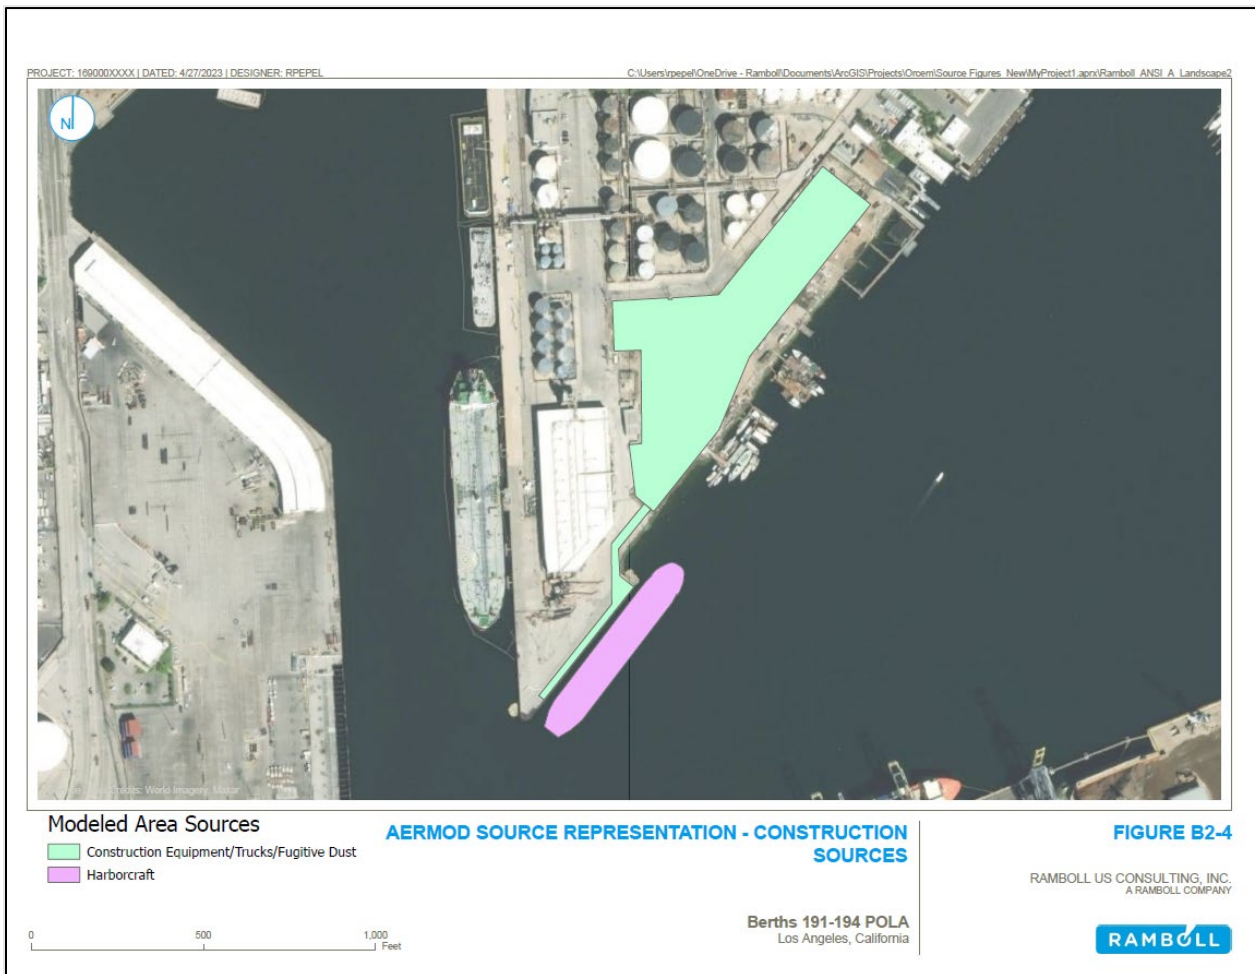 PROJECT: 169000XXXX | DATED: 4/27/2023 | DESIGNER: RPEPEL
C:\Users\rpepel\OneDrive - Ramboll\Documents\ArcGIS\Projects\Orcem\Source Figures_New\MyProject1.aprx\Ramboll_ANSI_A_Landscape2
N
Credits: World Imagery, Maxar
Modeled Area Sources
Construction Equipment/Trucks/Fugitive Dust
Harborcraft
0 500 1,000
Feet
AERMOD SOURCE REPRESENTATION - CONSTRUCTION
SOURCES
Berths 191-194 POLA
Los Angeles, California
FIGURE B2-4
RAMBOLL US CONSULTING, INC.
A RAMBOLL COMPANY
RAMBOLL